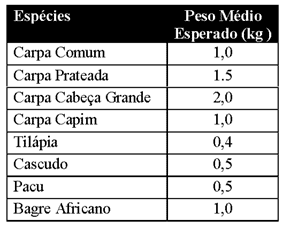 Espécies Peso Médio
Esperado (kg )
Carpa Comum 1,0
Carpa Prateada 1.5
Carpa Cabeça Grande 2,0
Carpa Capim 1,0
Tilápia 0,4
Cascudo 0,5
Pacu 0,5
Bagre Africano 1,0